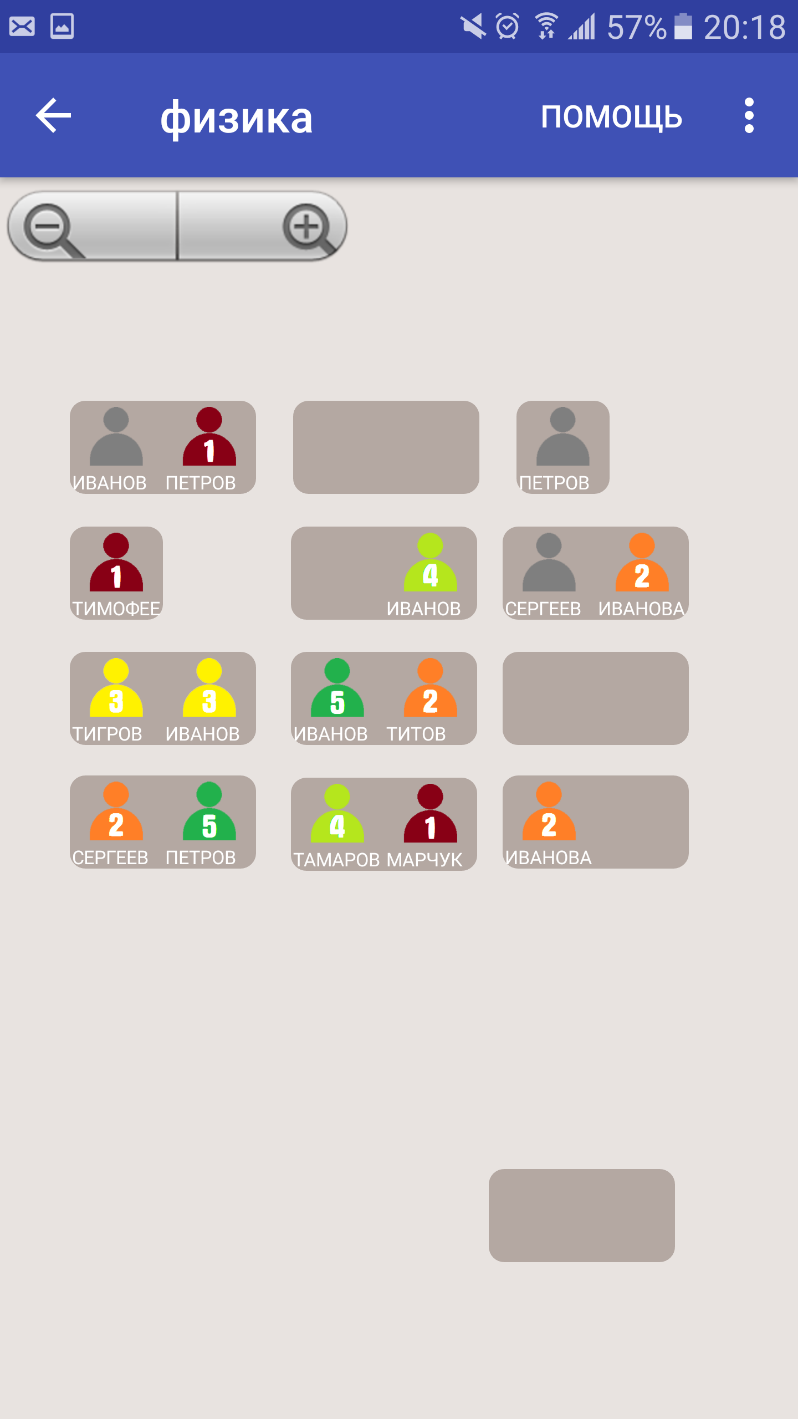 57% 20:18
физика ПОМОЩЬ
1
ИВАНОВ ПЕТРОВ ПЕТРОВ
1 4 2
ТИМОФЕЕ ИВАНОВ СЕРГЕЕВ ИВАНОВА
3 3 5 2
ТИГРОВ ИВАНОВ ИВАНОВ ТИТОВ
2 5 4 1 2
СЕРГЕЕВ ПЕТРОВ ТАМАРОВ МАРЧУК ИВАНОВА